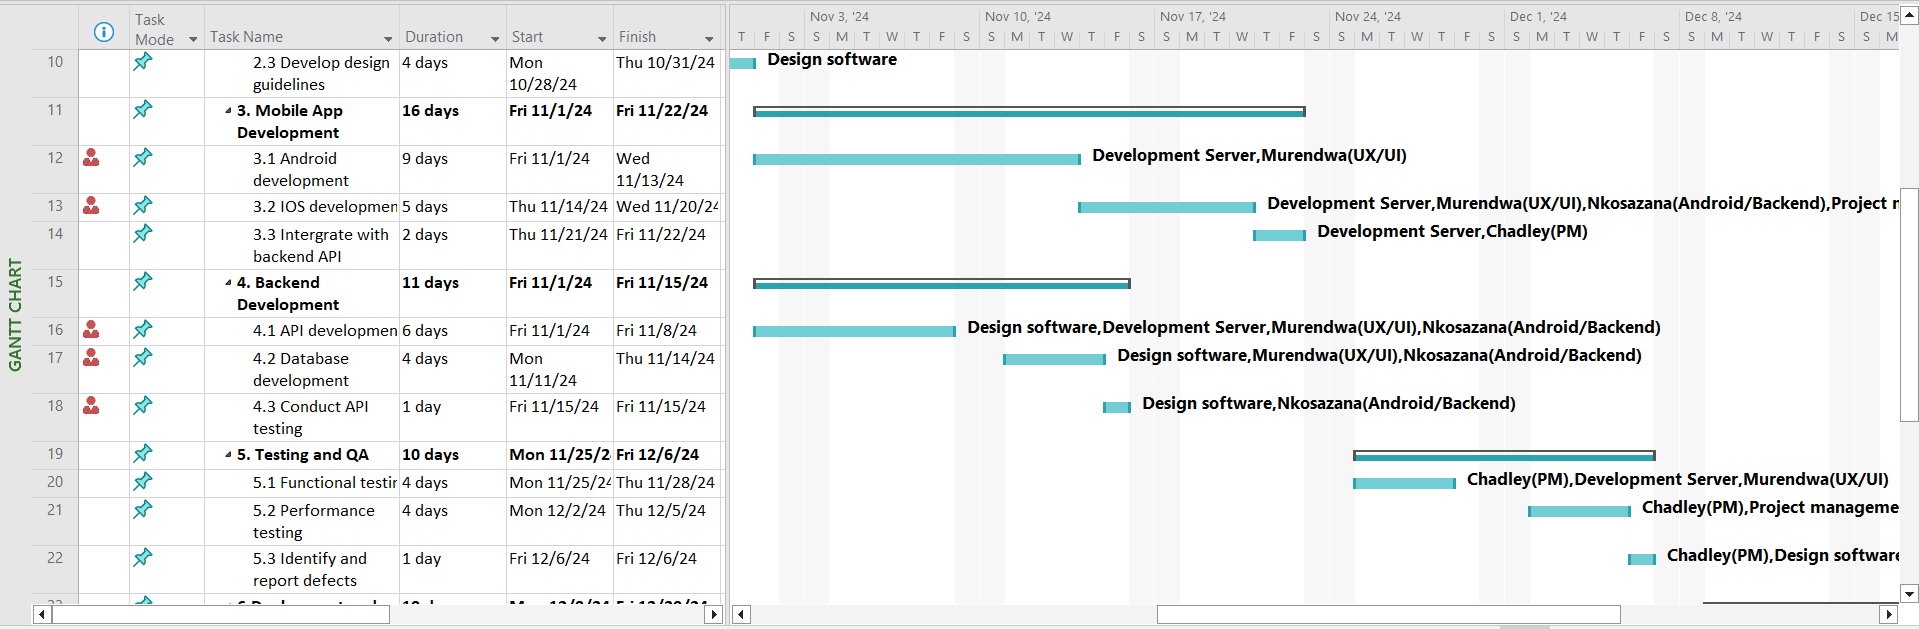 Task
Mode
Task Name
Duration
Start
Finish
Nov 3, '24
Nov 10, '24
Nov 17, '24
Nov 24, '24
Dec 1, '24
Dec 8, '24
Dec 15
T F S S M T W T F S S M T W T F S S M T W T F S S M T W T F S S M T W T F S S M T W T F S S M
GANTT CHART
10 2.3 Develop design 4 days Mon Thu 10/31/24 Design software
guidelines 10/28/24
11 3. Mobile App 16 days Fri 11/1/24 Fri 11/22/24
Development
12 3.1 Android 9 days Fri 11/1/24 Wed Development Server,Murendwa(UX/UI)
development 11/13/24
13 3.2 IOS developmen 5 days Thu 11/14/24 Wed 11/20/24 Development Server,Murendwa(UX/UI),Nkosazana(Android/Backend),Project
14 3.3 Intergrate with 2 days Thu 11/21/24 Fri 11/22/24 Development Server,Chadley(PM)
backend API
15 4. Backend 11 days Fri 11/1/24 Fri 11/15/24
Development
16 4.1 API developmen 6 days Fri 11/1/24 Fri 11/8/24 Design software,Development Server,Murendwa(UX/UI),Nkosazana(Android/Backend)
17 4.2 Database 4 days Mon Thu 11/14/24 Design software,Murendwa(UX/UI),Nkosazana(Android/Backend)
development 11/11/24
18 4.3 Conduct API 1 day Fri 11/15/24 Fri 11/15/24 Design software,Nkosazana(Android/Backend)
testing
19 5. Testing and QA 10 days Mon 11/25/2 Fri 12/6/24
20 5.1 Functional testin 4 days Mon 11/25/24 Thu 11/28/24 Chadley(PM),Development Server,Murendwa(UX/UI)
21 5.2 Performance 4 days Mon 12/2/24 Thu 12/5/24 Chadley(PM),Project manageme
testing
22 5.3 Identify and 1 day Fri 12/6/24 Fri 12/6/24 Chadley(PM),Design software
report defects